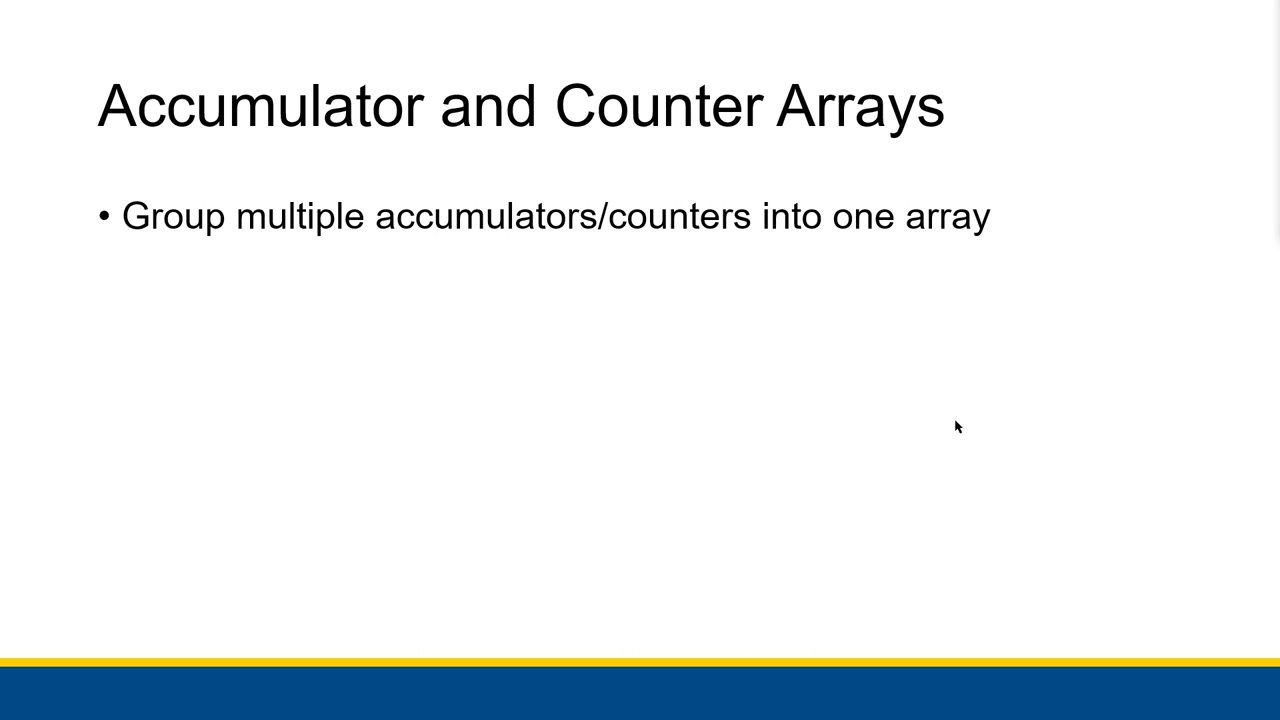 Accumulator and Counter Arrays
• Group multiple accumulators/counters into one array